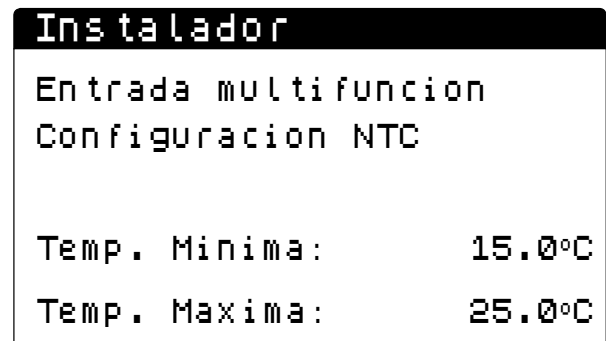 Instalador
Entrada multifuncion
Configuracion NTC
Temp. Minima: 15.0ºC
Temp. Maxima: 25.0ºC